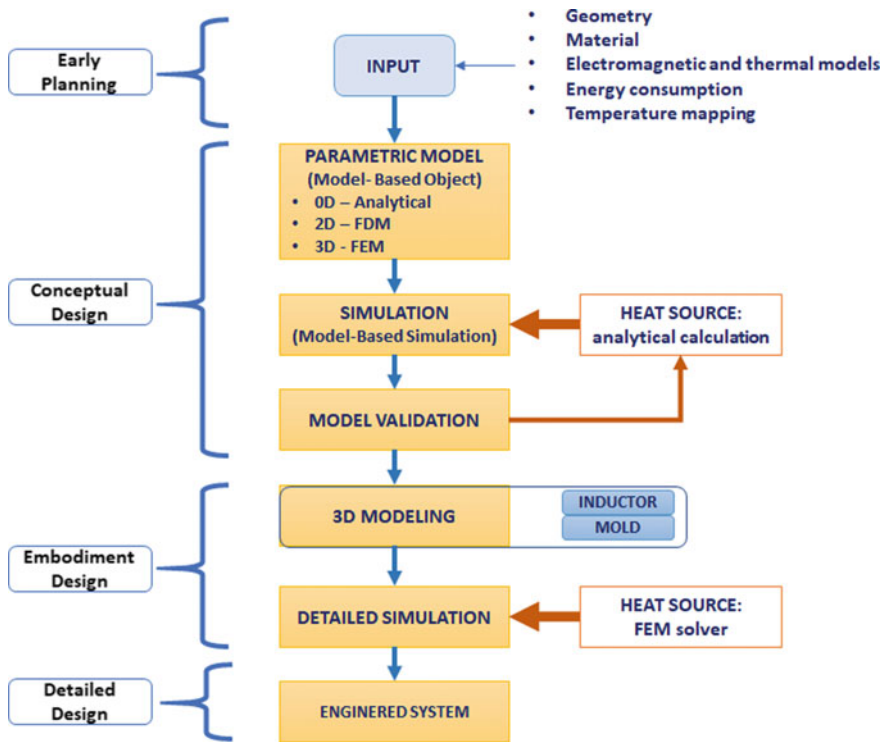 Early
Planning
INPUT
• Geometry
• Material
• Electromagnetic and thermal models
• Energy consumption
• Temperature mapping
Conceptual
Design
PARAMETRIC MODEL
(Model- Based Object)
• 0D – Analytical
• 2D – FDM
• 3D - FEM
SIMULATION
(Model-Based Simulation)
HEAT SOURCE:
analytical calculation
MODEL VALIDATION
Embodiment
Design
3D MODELING
INDUCTOR
MOLD
DETAILED SIMULATION
HEAT SOURCE:
FEM solver
Detailed
Design
ENGINERED SYSTEM